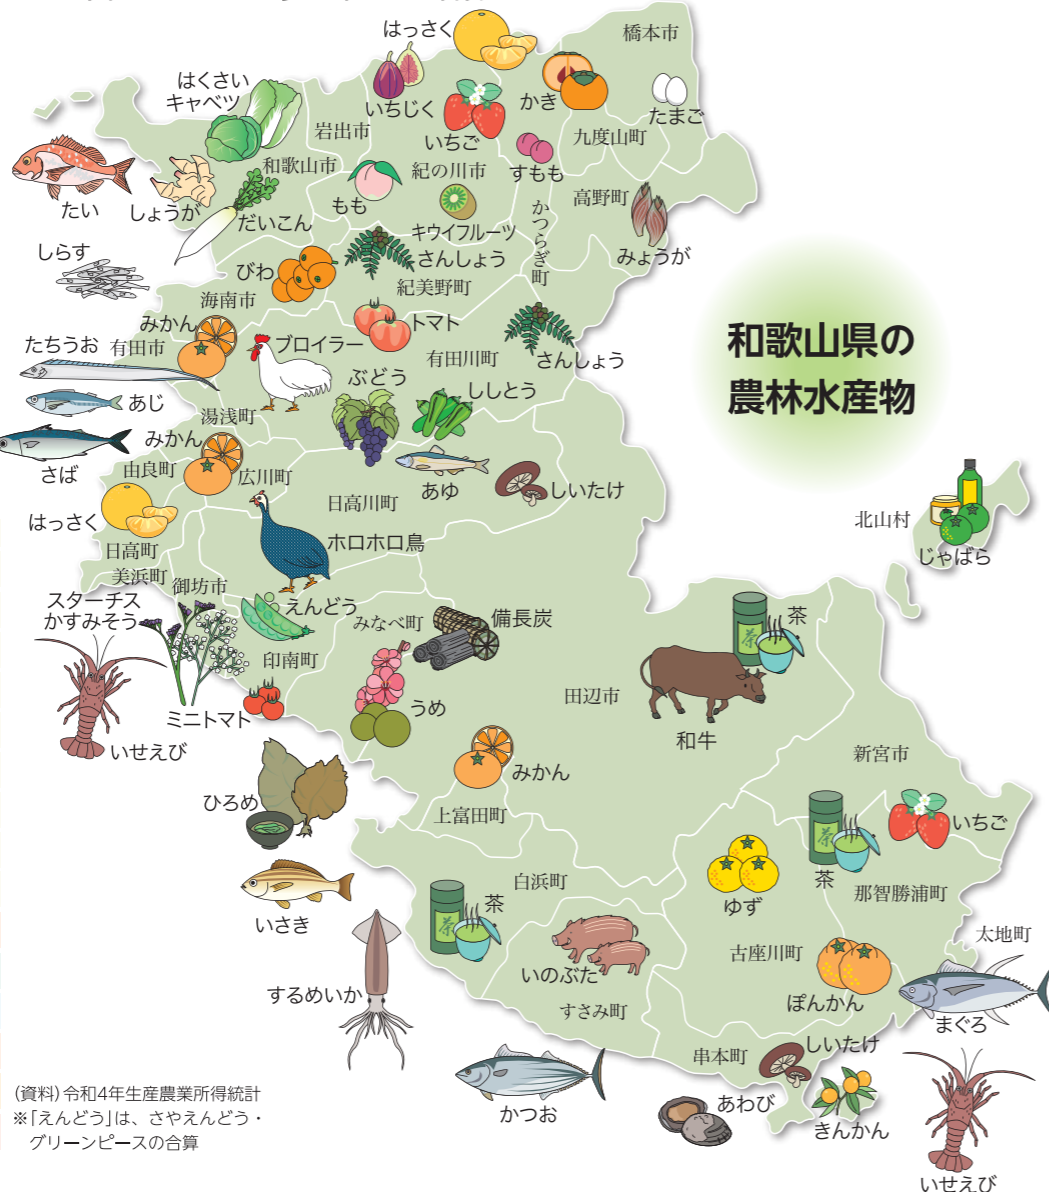 はっさく
橋本市
はくさい
キャベツ
いちじく
かき
たまご
岩出市
いちご
九度山町
和歌山市
紀の川市
すもも
たい
しょうが
もも
高野町
だいこん
キウイフルーツ
かつらぎ町
みょうが
しらす
びわ
さんしょう
海南市
紀美野町
和歌山県の
農林水産物
みかん
トマト
たちうお
有田市
ブロイラー
有田川町
さんしょう
ぶどう
ししとう
あじ
湯浅町
みかん
さば
由良町
広川町
あゆ
しいたけ
日高川町
はっさく
北山村
じゃばら
日高町
ホロホロ鳥
美浜町
御坊市
スターチス
かすみそう
えんどう
みなべ町
備長炭
茶
印南町
田辺市
うめ
ミニトマト
和牛
いせえび
新宮市
みかん
ひろめ
上富田町
いちご
茶
白浜町
茶
那智勝浦町
ゆず
いさき
太地町
古座川町
いのぶた
するめいか
ぽんかん
すさみ町
まぐろ
しいたけ
串本町
かつお
あわび
きんかん
いせえび
(資料)令和4年生産農業所得統計
※「えんどう」は、さやえんどう・
グリーンピースの合算
茶
茶
茶